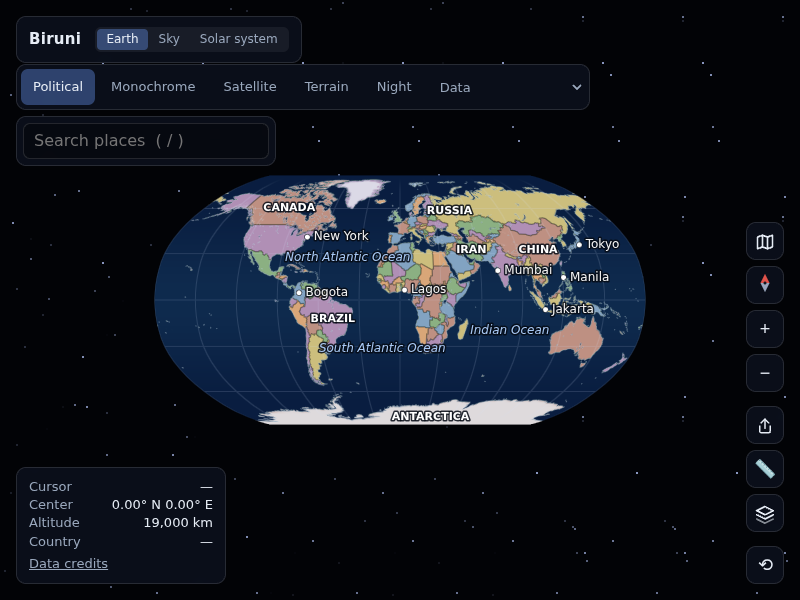 Biruni Earth Sky Solar system
Political Monochrome Satellite Terrain Night Data
Search places ( / )
CANADA
RUSSIA
New York
Tokyo
IRAN
CHINA
North Atlantic Ocean
Mumbai
Manila
Bogota
Lagos
Jakarta
BRAZIL
Indian Ocean
South Atlantic Ocean
ANTARCTICA
Cursor —
Center 0.00° N 0.00° E
Altitude 19,000 km
Country —
Data credits